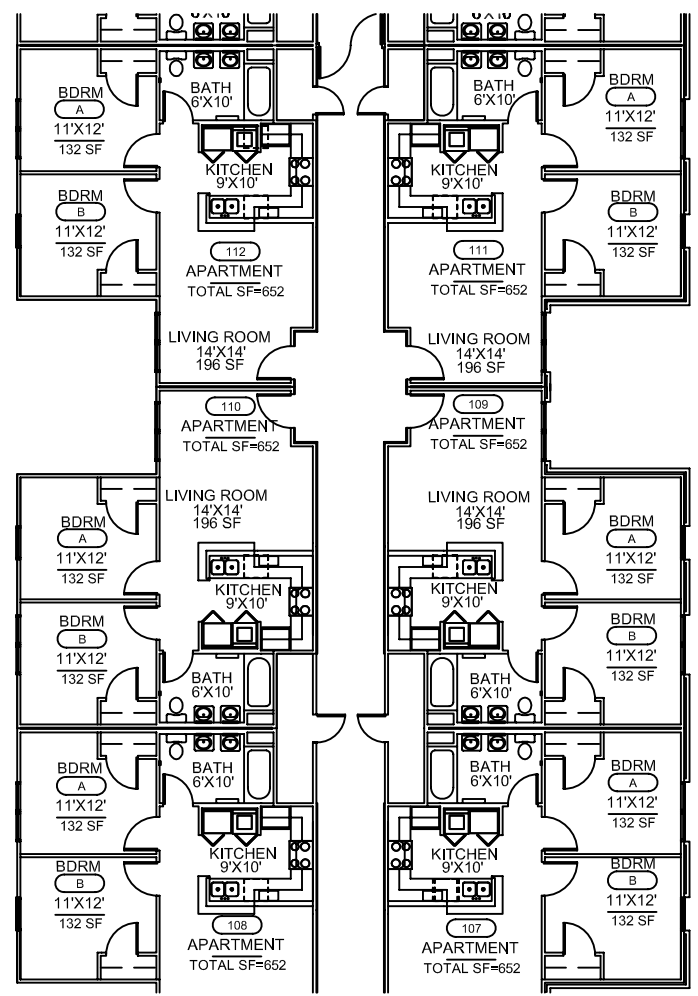 6'X10'
BATH
6'X10'
BDRM
A
11'X12'
132 SF
KITCHEN
9'X10'
BDRM
B
11'X12'
132 SF
112
APARTMENT
TOTAL SF=652
LIVING ROOM
14'X14'
196 SF
BATH
6'X10'
BDRM
A
11'X12'
132 SF
KITCHEN
9'X10'
BDRM
B
11'X12'
132 SF
111
APARTMENT
TOTAL SF=652
LIVING ROOM
14'X14'
196 SF
110
APARTMENT
TOTAL SF=652
LIVING ROOM
14'X14'
196 SF
BDRM
A
11'X12'
132 SF
KITCHEN
9'X10'
BDRM
B
11'X12'
132 SF
BATH
6'X10'
109
APARTMENT
TOTAL SF=652
LIVING ROOM
14'X14'
196 SF
BDRM
A
11'X12'
132 SF
KITCHEN
9'X10'
BDRM
B
11'X12'
132 SF
BATH
6'X10'
BATH
6'X10'
BDRM
A
11'X12'
132 SF
KITCHEN
9'X10'
BDRM
B
11'X12'
132 SF
108
APARTMENT
TOTAL SF=652
BATH
6'X10'
BDRM
A
11'X12'
132 SF
KITCHEN
9'X10'
BDRM
B
11'X12'
132 SF
107
APARTMENT
TOTAL SF=652